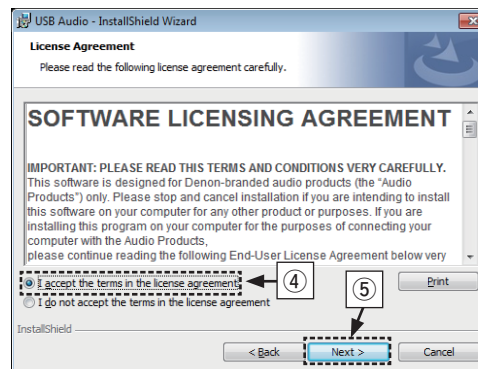 USB Audio - InstallShield Wizard
License Agreement
Please read the following license agreement carefully.
SOFTWARE LICENSING AGREEMENT
IMPORTANT: PLEASE READ THIS TERMS AND CONDITIONS VERY CAREFULLY.
This software is designed for Denon-branded audio products (the “Audio
Products”) only. Please stop and cancel installation if you are intending to install
this software on your computer for any other product or purposes. If you are
installing this program on your computer for the purposes of connecting your
computer with the Audio Products,
please continue reading the following End-User License Agreement below very
I accept the terms in the license agreement
④
Print
I do not accept the terms in the license agreement
⑤
InstallShield
< Back
Next >
Cancel